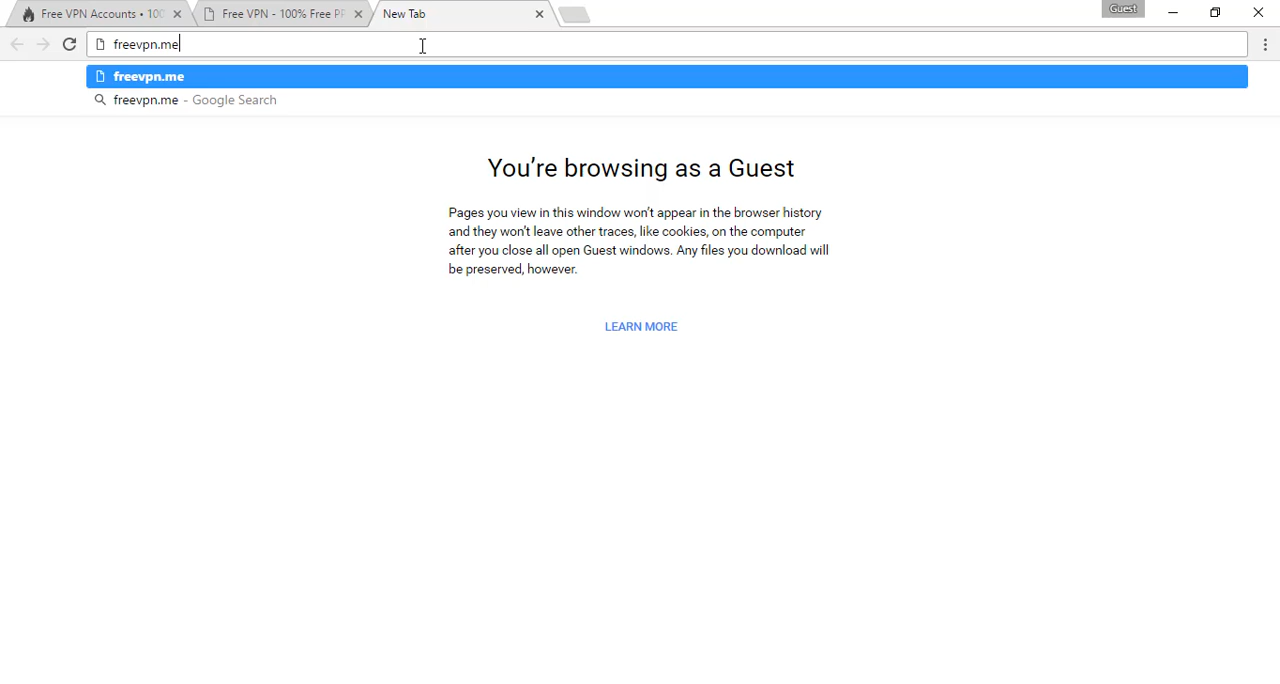 Free VPN Accounts • 100
Free VPN - 100% Free PP
New Tab
Guest
freevpn.me
freevpn.me
freevpn.me - Google Search
You're browsing as a Guest
Pages you view in this window won't appear in the browser history
and they won't leave other traces, like cookies, on the computer
after you close all open Guest windows. Any files you download will
be preserved, however.
LEARN MORE